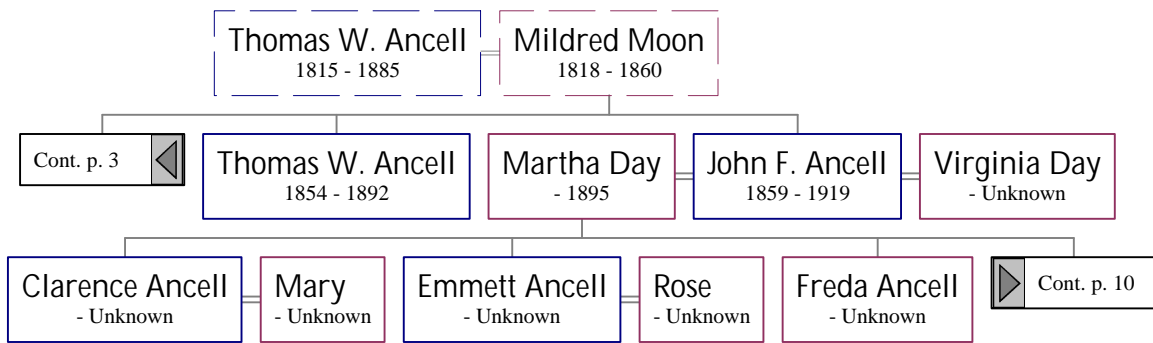 Thomas W. Ancell
1815 - 1885
Mildred Moon
1818 - 1860
Cont. p. 3
Thomas W. Ancell
1854 - 1892
Martha Day
- 1895
John F. Ancell
1859 - 1919
Virginia Day
- Unknown
Clarence Ancell
- Unknown
Mary
- Unknown
Emmett Ancell
- Unknown
Rose
- Unknown
Freda Ancell
- Unknown
Cont. p. 10